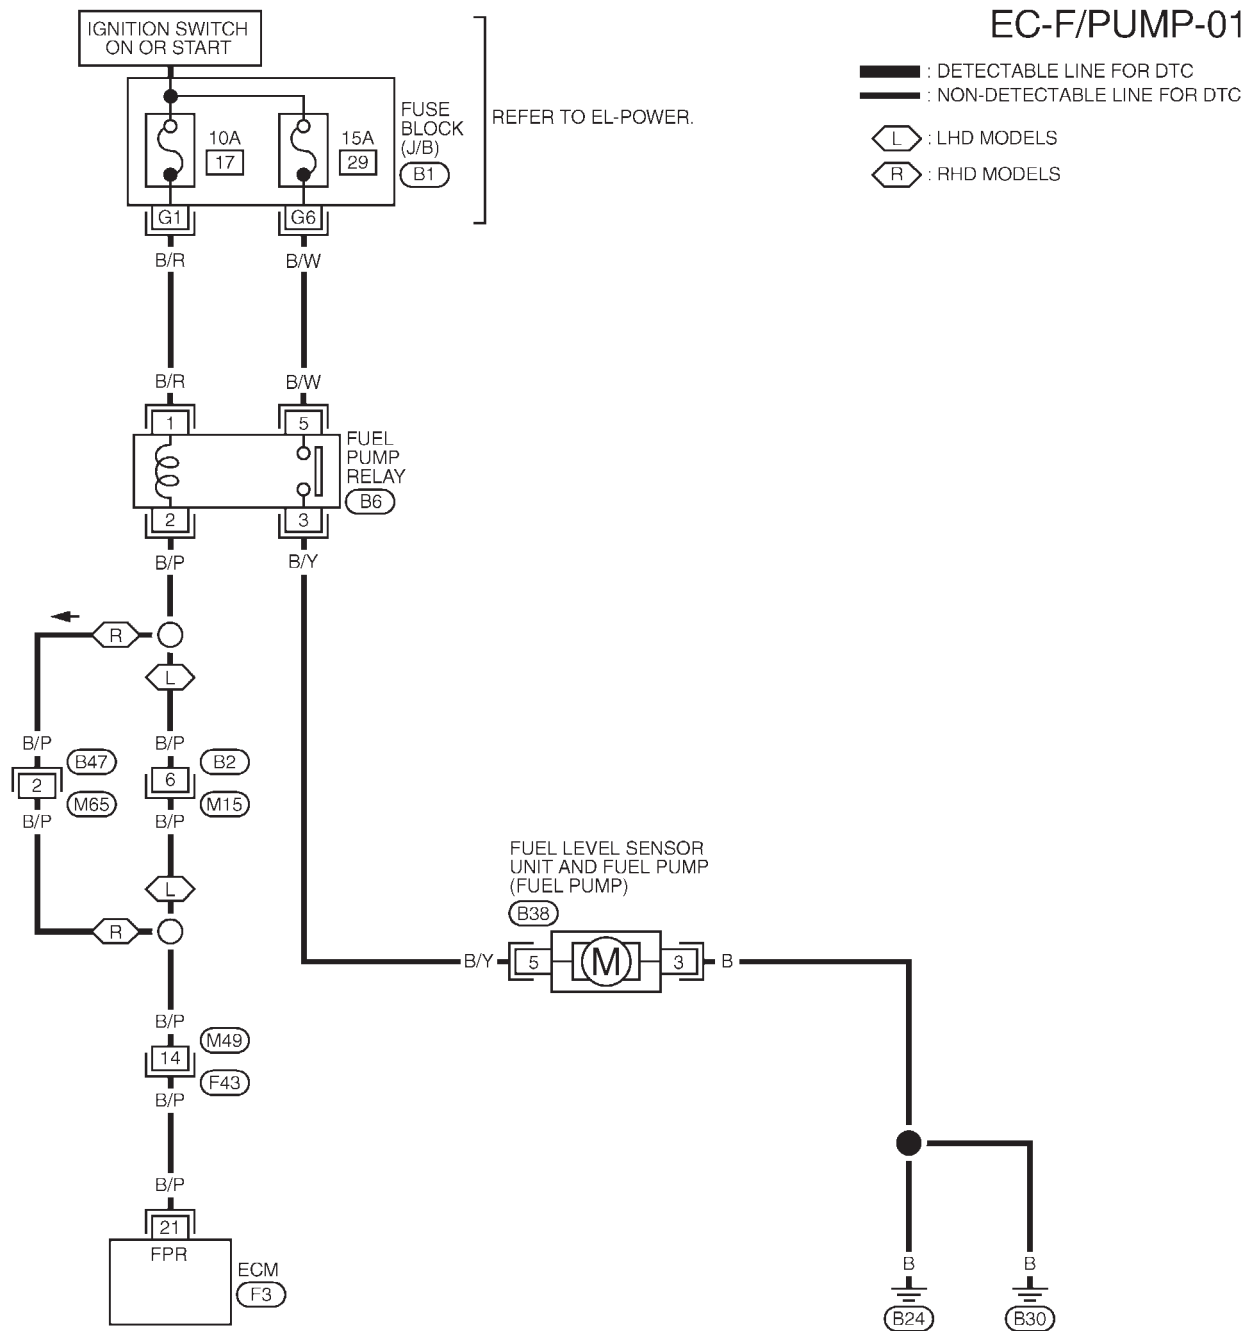 EC-F/PUMP-01
IGNITION SWITCH
ON OR START
: DETECTABLE LINE FOR DTC
: NON-DETECTABLE LINE FOR DTC
L : LHD MODELS
R : RHD MODELS
FUSE
BLOCK
(J/B)
B1
REFER TO EL-POWER.
10A
17
15A
29
G1
G6
B/R
B/W
B/R
B/W
1
5
FUEL
PUMP
RELAY
B6
2
3
B/P
B/Y
R
L
B/P
B/P
B47
B2
2
6
M65
M15
B/P
B/P
L
R
FUEL LEVEL SENSOR
UNIT AND FUEL PUMP
(FUEL PUMP)
B38
B/Y
5
M
3
B
B/P
M49
14
F43
B/P
B/P
21
FPR
ECM
F3
B
B
B24
B30